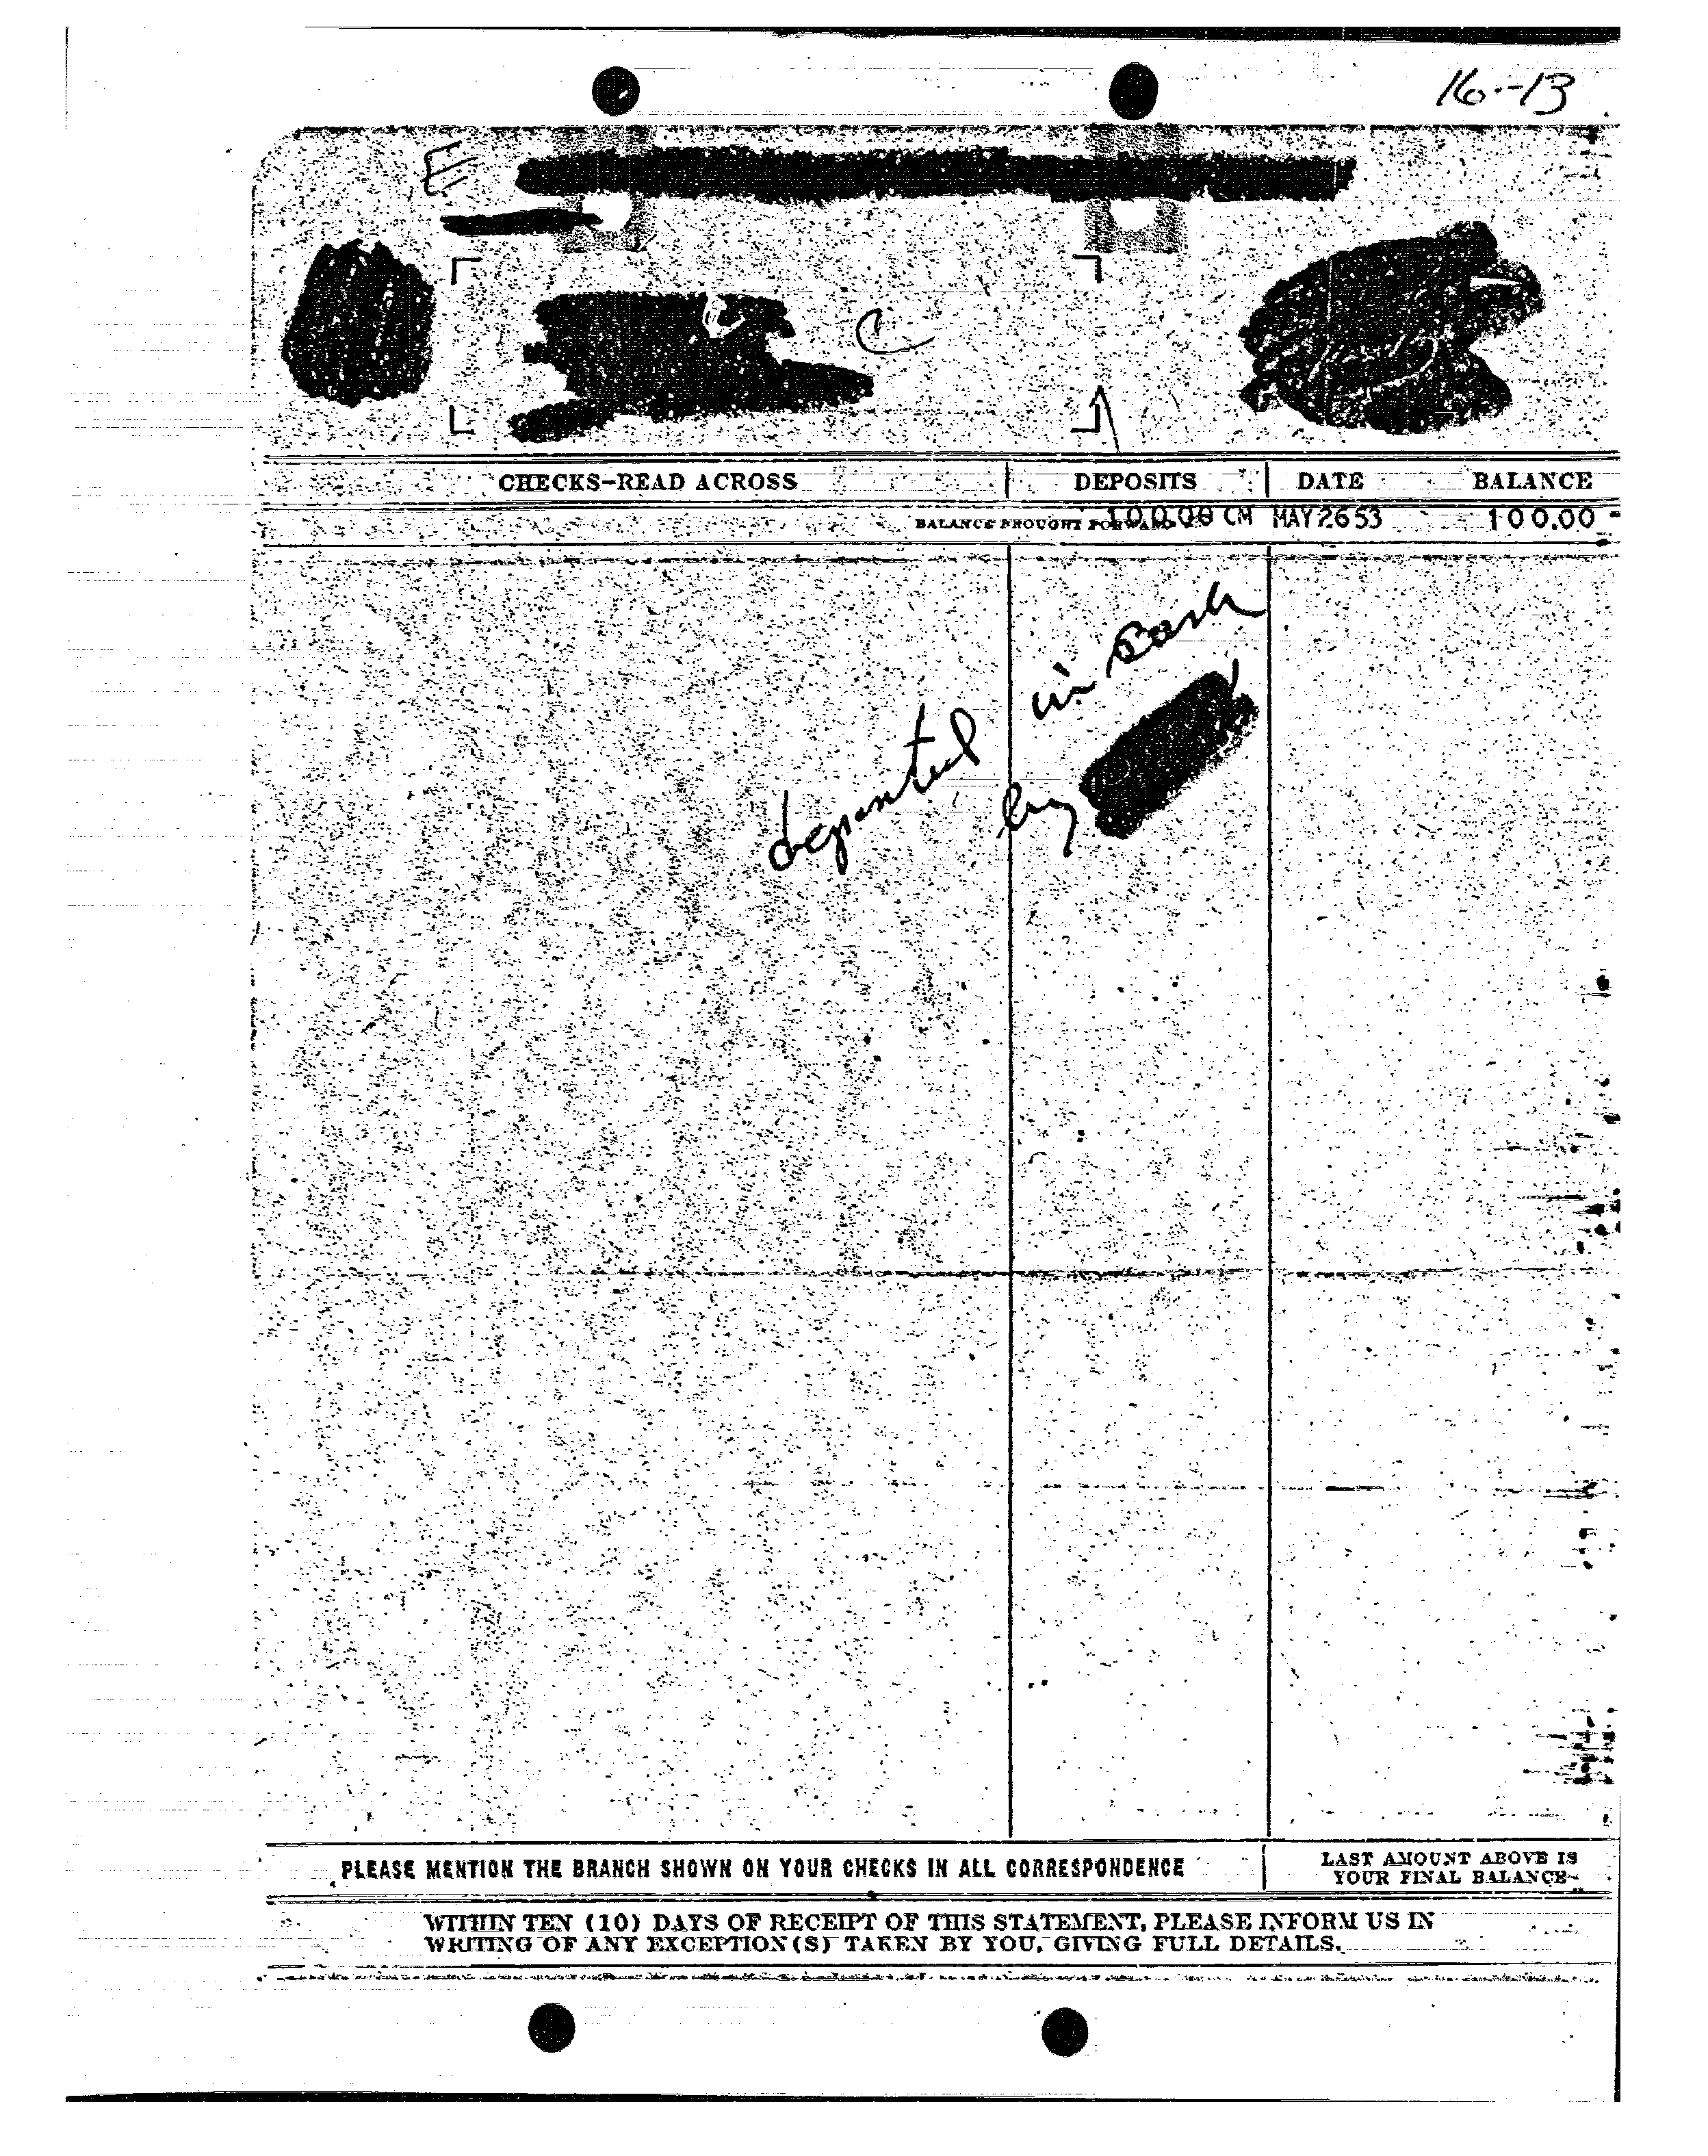 16-13
E
C
CHECKS-READ ACROSS DEPOSITS DATE BALANCE
BALANCE BROUGHT FORWARD 100.00 CM MAY 26 53 100.00
deposited in cash
by
PLEASE MENTION THE BRANCH SHOWN ON YOUR CHECKS IN ALL CORRESPONDENCE
LAST AMOUNT ABOVE IS
YOUR FINAL BALANCE
WITHIN TEN (10) DAYS OF RECEIPT OF THIS STATEMENT, PLEASE INFORM US IN
WRITING OF ANY EXCEPTION(S) TAKEN BY YOU, GIVING FULL DETAILS.